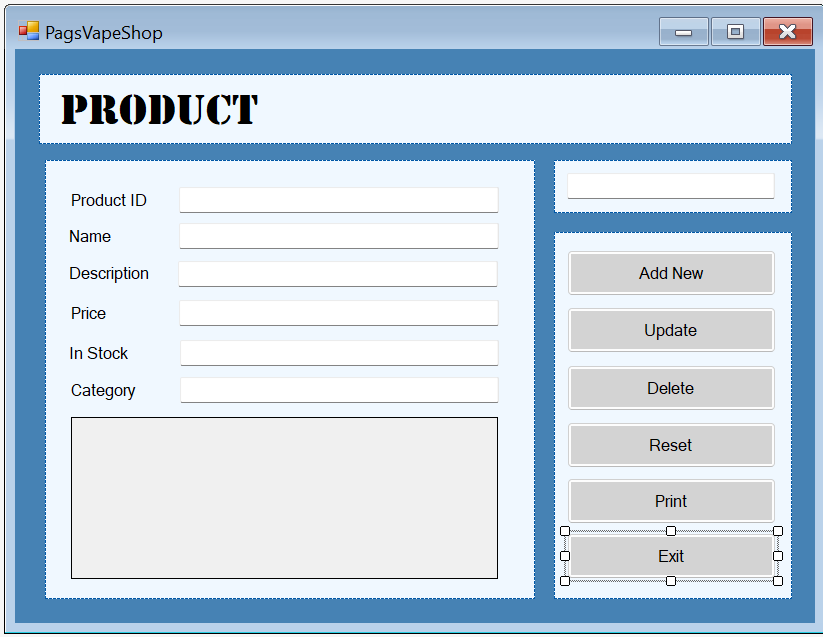 PagsVapeShop
PRODUCT
Product ID
Name
Description
Price
In Stock
Category
Add New
Update
Delete
Reset
Print
Exit